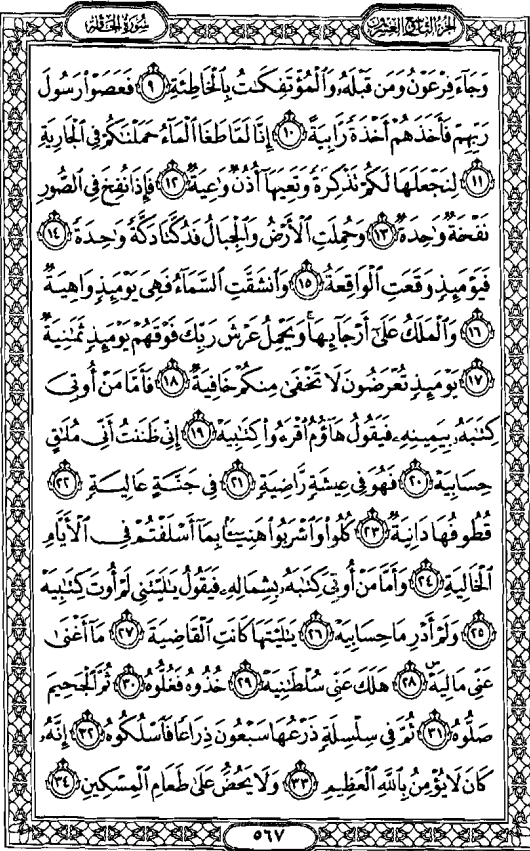 سورة الحاقة
الجزء التاسع والعشرون
وَجَآءَ فِرْعَوْنُ وَمَن قَبْلَهُۥ وَٱلْمُؤْتَفِكَٰتُ بِٱلْخَاطِئَةِ ٩ فَعَصَوْا۟ رَسُولَ
رَبِّهِمْ فَأَخَذَهُمْ أَخْذَةً رَّابِيَةً ١٠ إِنَّا لَمَّا طَغَا ٱلْمَآءُ حَمَلْنَٰكُمْ فِى ٱلْجَارِيَةِ
١١ لِنَجْعَلَهَا لَكُمْ تَذْكِرَةً وَتَعِيَهَآ أُذُنٌ وَٰعِيَةٌ ١٢ فَإِذَا نُفِخَ فِى ٱلصُّورِ
نَفْخَةٌ وَٰحِدَةٌ ١٣ وَحُمِلَتِ ٱلْأَرْضُ وَٱلْجِبَالُ فَدُكَّتَا دَكَّةً وَٰحِدَةً ١٤
فَيَوْمَئِذٍ وَقَعَتِ ٱلْوَاقِعَةُ ١٥ وَٱنشَقَّتِ ٱلسَّمَآءُ فَهِىَ يَوْمَئِذٍ وَاهِيَةٌ
١٦ وَٱلْمَلَكُ عَلَىٰٓ أَرْجَآئِهَا ۚ وَيَحْمِلُ عَرْشَ رَبِّكَ فَوْقَهُمْ يَوْمَئِذٍ ثَمَٰنِيَةٌ
١٧ يَوْمَئِذٍ تُعْرَضُونَ لَا تَخْفَىٰ مِنكُمْ خَافِيَةٌ ١٨ فَأَمَّا مَنْ أُوتِىَ
كِتَٰبَهُۥ بِيَمِينِهِۦ فَيَقُولُ هَآؤُمُ ٱقْرَءُوا۟ كِتَٰبِيَهْ ١٩ إِنِّى ظَنَنتُ أَنِّى مُلَٰقٍ
حِسَابِيَهْ ٢٠ فَهُوَ فِى عِيشَةٍ رَّاضِيَةٍ ٢١ فِى جَنَّةٍ عَالِيَةٍ ٢٢
قُطُوفُهَا دَانِيَةٌ ٢٣ كُلُوا۟ وَٱشْرَبُوا۟ هَنِيٓـًٔۢا بِمَآ أَسْلَفْتُمْ فِى ٱلْأَيَّامِ
ٱلْخَالِيَةِ ٢٤ وَأَمَّا مَنْ أُوتِىَ كِتَٰبَهُۥ بِشِمَالِهِۦ فَيَقُولُ يَٰلَيْتَنِى لَمْ أُوتَ كِتَٰبِيَهْ
٢٥ وَلَمْ أَدْرِ مَا حِسَابِيَهْ ٢٦ يَٰلَيْتَهَا كَانَتِ ٱلْقَاضِيَةَ ٢٧ مَآ أَغْنَىٰ
عَنِّى مَالِيَهْ ۜ ٢٨ هَلَكَ عَنِّى سُلْطَٰنِيَهْ ٢٩ خُذُوهُ فَغُلُّوهُ ٣٠ ثُمَّ ٱلْجَحِيمَ
صَلُّوهُ ٣١ ثُمَّ فِى سِلْسِلَةٍ ذَرْعُهَا سَبْعُونَ ذِرَاعًا فَٱسْلُكُوهُ ٣٢ إِنَّهُۥ
كَانَ لَا يُؤْمِنُ بِٱللَّهِ ٱلْعَظِيمِ ٣٣ وَلَا يَحُضُّ عَلَىٰ طَعَامِ ٱلْمِسْكِينِ ٣٤
٥٦٧